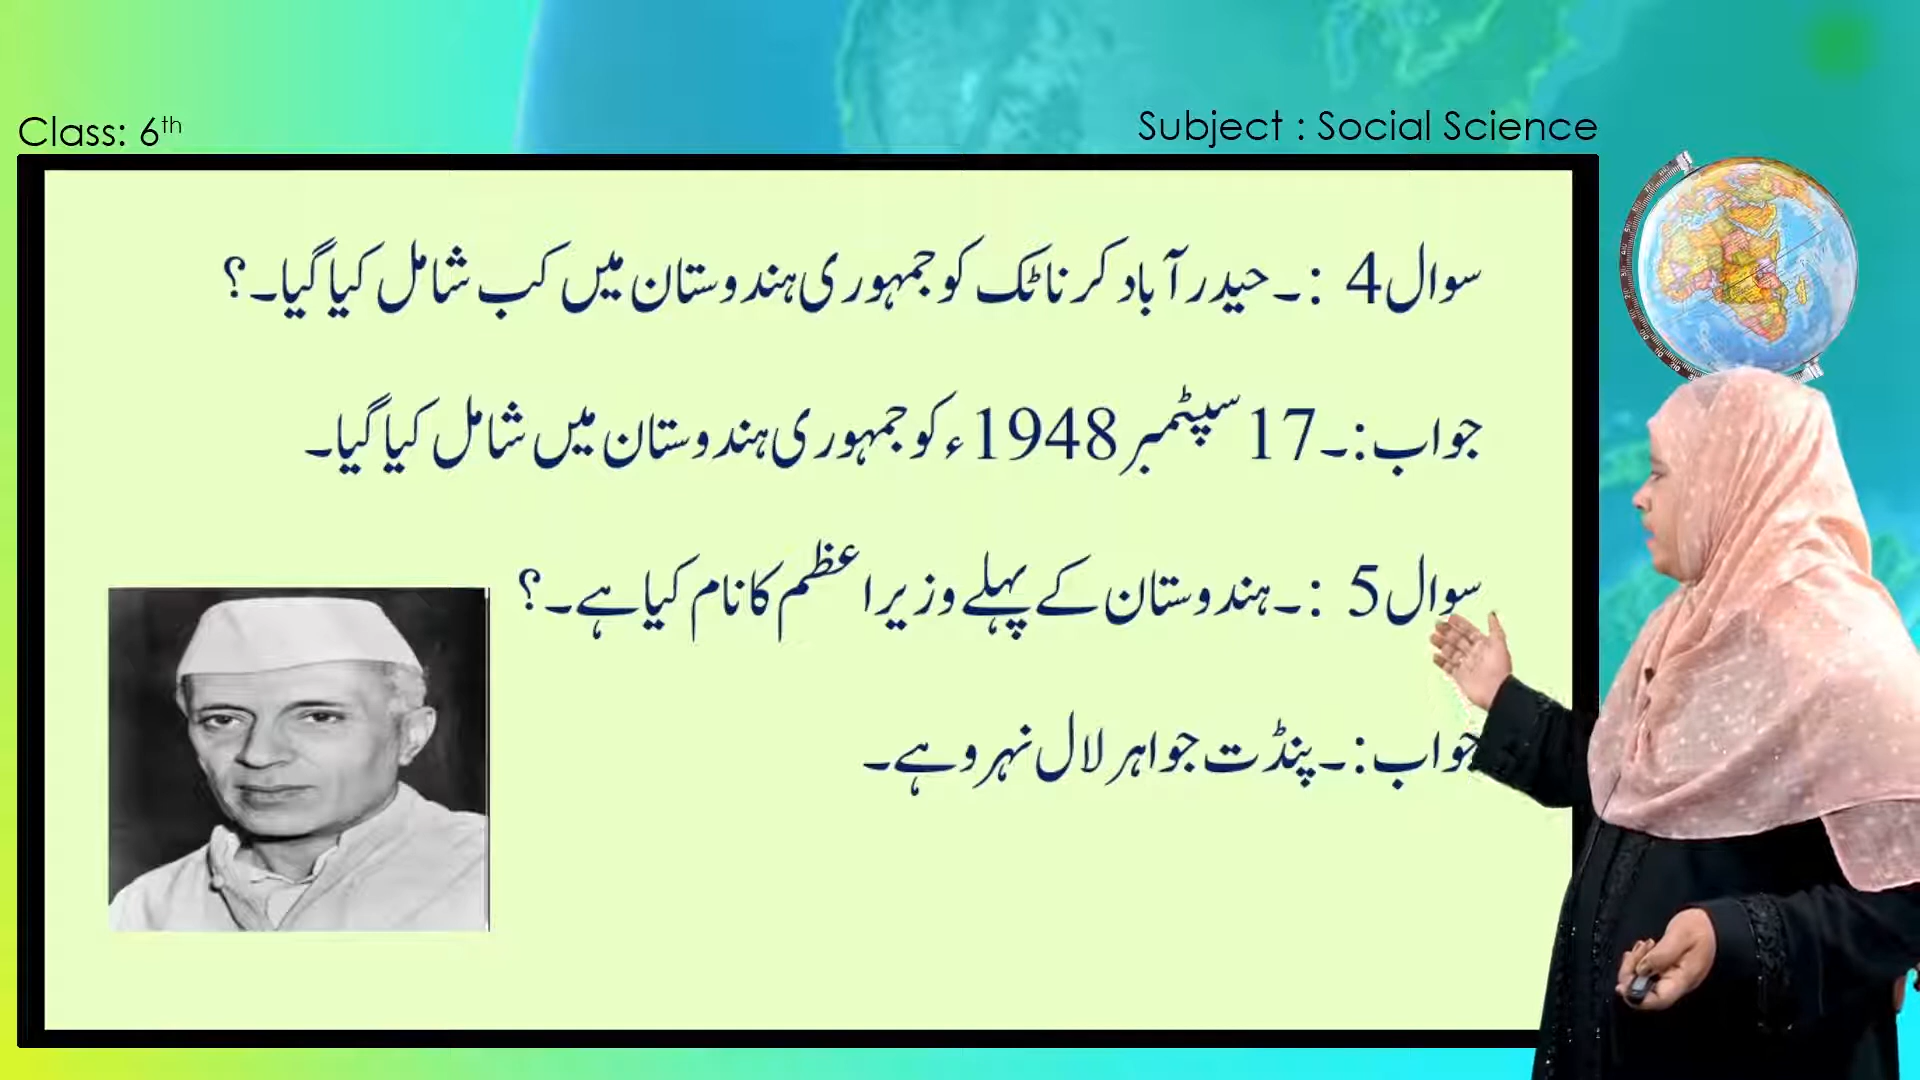 Class: 6th
Subject : Social Science
سوال 4 :۔ حیدر آباد کرناٹک کو جمہوری ہندوستان میں کب شامل کیا گیا۔؟
جواب:۔ 17 سپٹمبر 1948ء کو جمہوری ہندوستان میں شامل کیا گیا۔
سوال 5 :۔ ہندوستان کے پہلے وزیر اعظم کا نام کیا ہے۔؟
جواب:۔ پنڈت جواہر لال نہرو ہے۔